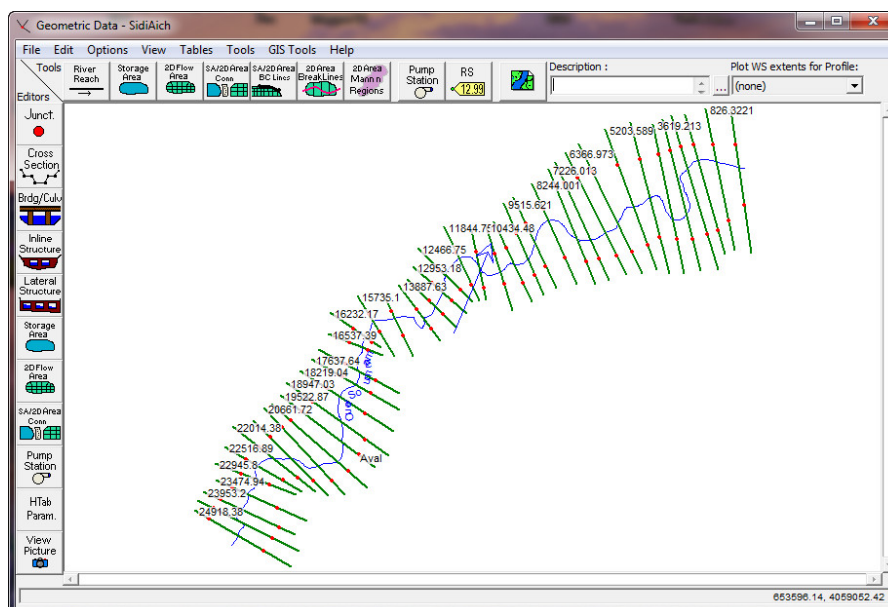 Geometric Data - SidiAich
File Edit Options View Tables Tools GIS Tools Help
Tools
Editors
River
Reach
Storage
Area
2D Flow
Area
SA/2D Area
Conn
SA/2D Area
BC Lines
2D Area
BreakLines
2D Area
Mann n
Regions
Pump
Station
RS
12.99
Description :
...
Plot WS extents for Profile:
(none)
Junct.
Cross
Section
Brdg/Culv
Inline
Structure
Lateral
Structure
Storage
Area
2D Flow
Area
SA/2D Area
Conn
Pump
Station
HTab
Param.
View
Picture
826.3221
3619.213
5203.589
6366.973
7226.013
8244.001
9515.621
10434.48
11844.75
12466.75
12953.18
13887.63
15735.1
16232.17
16537.39
17637.64
18219.04
18947.03
19522.87
20661.72
22014.38
22516.89
22945.8
23474.94
23953.2
24918.38
Aval
653596.14, 4059052.42